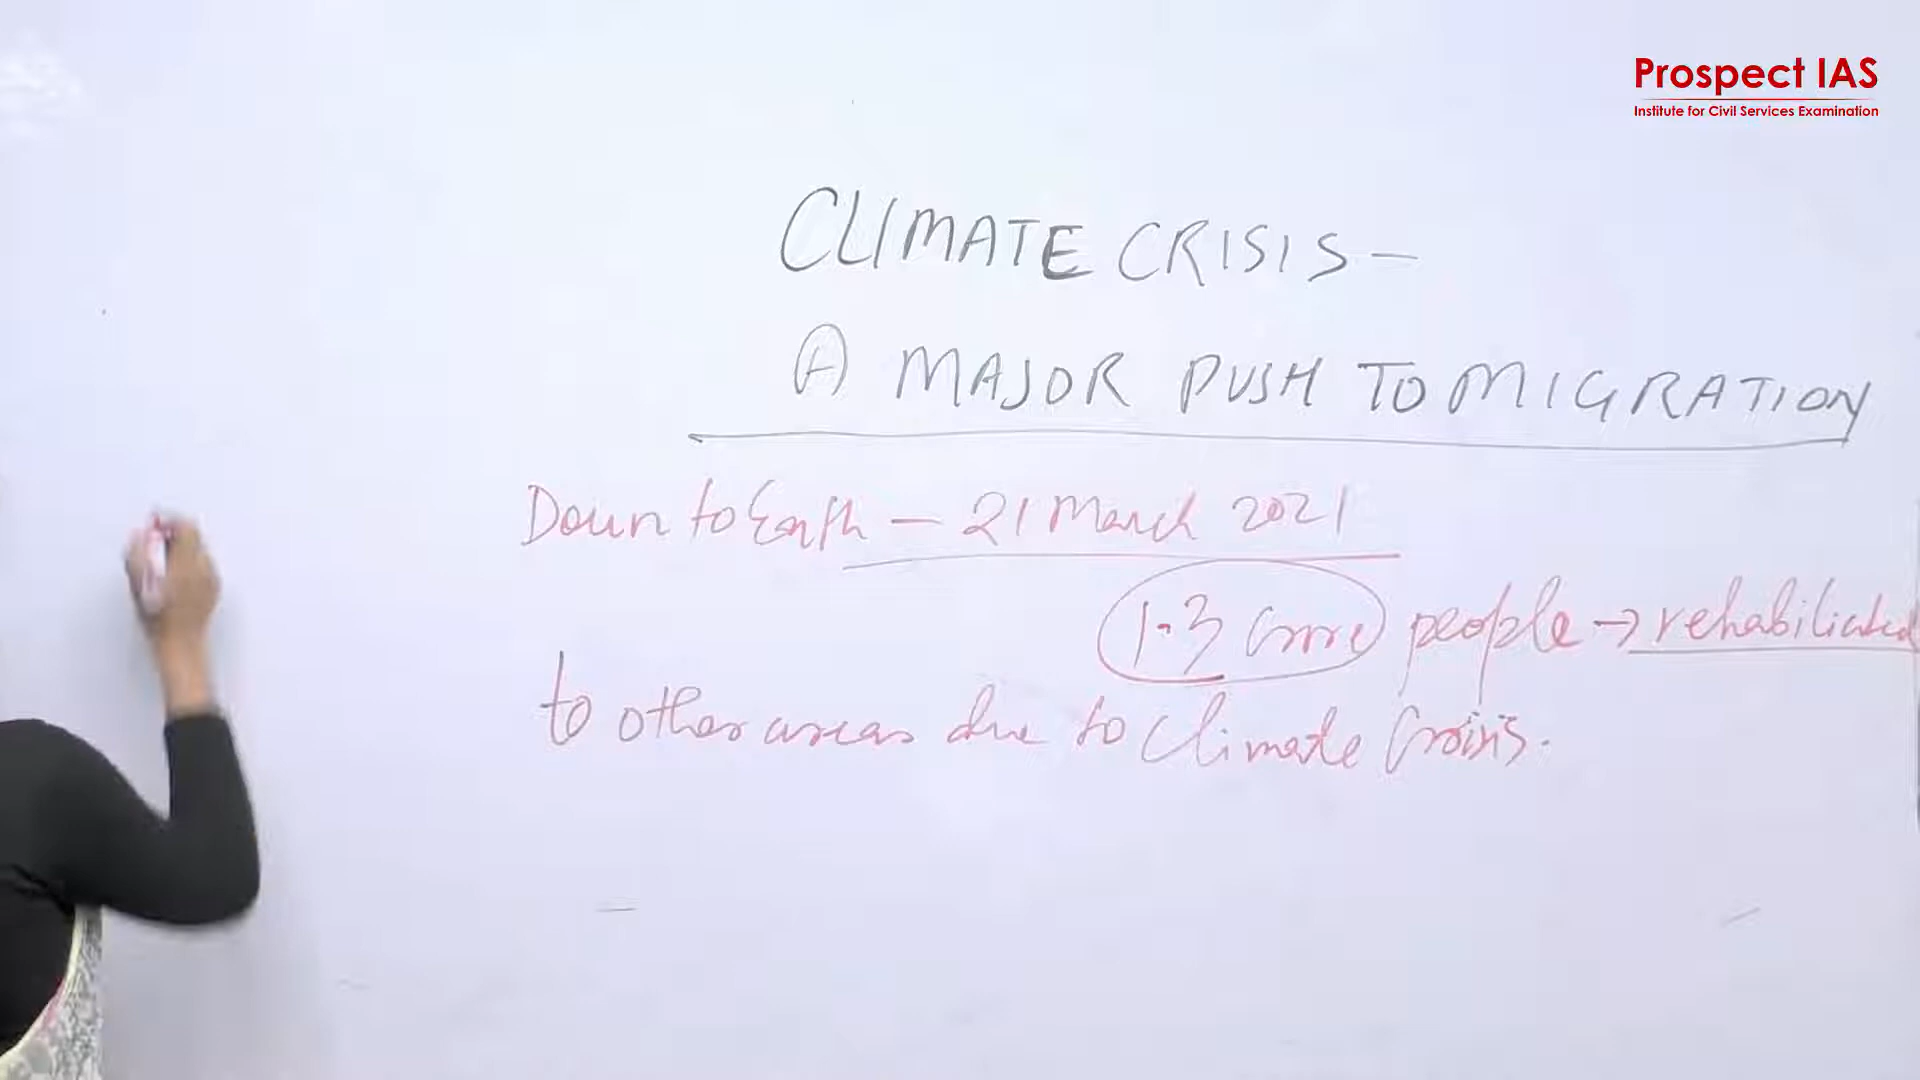 Prospect IAS
Institute for Civil Services Examination
CLIMATE CRISIS-
A MAJOR PUSH TO MIGRATION
Down to Earth - 21 March 2021
1.3 crore people → rehabiliated
to other areas due to Climate Crisis.